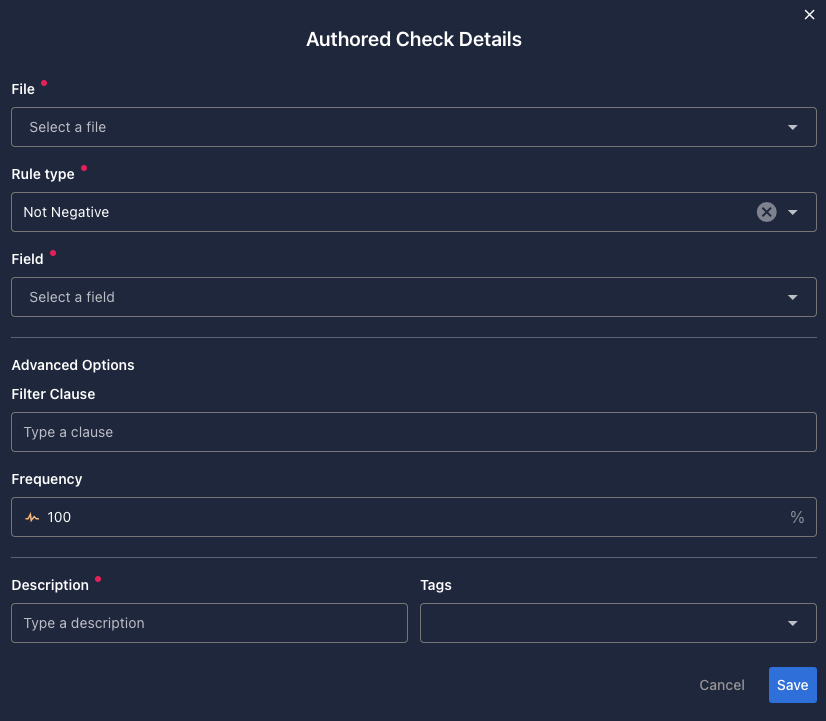 Authored Check Details
File
Select a file
Rule type
Not Negative
Field
Select a field
Advanced Options
Filter Clause
Type a clause
Frequency
100 %
Description
Type a description
Tags
Cancel
Save